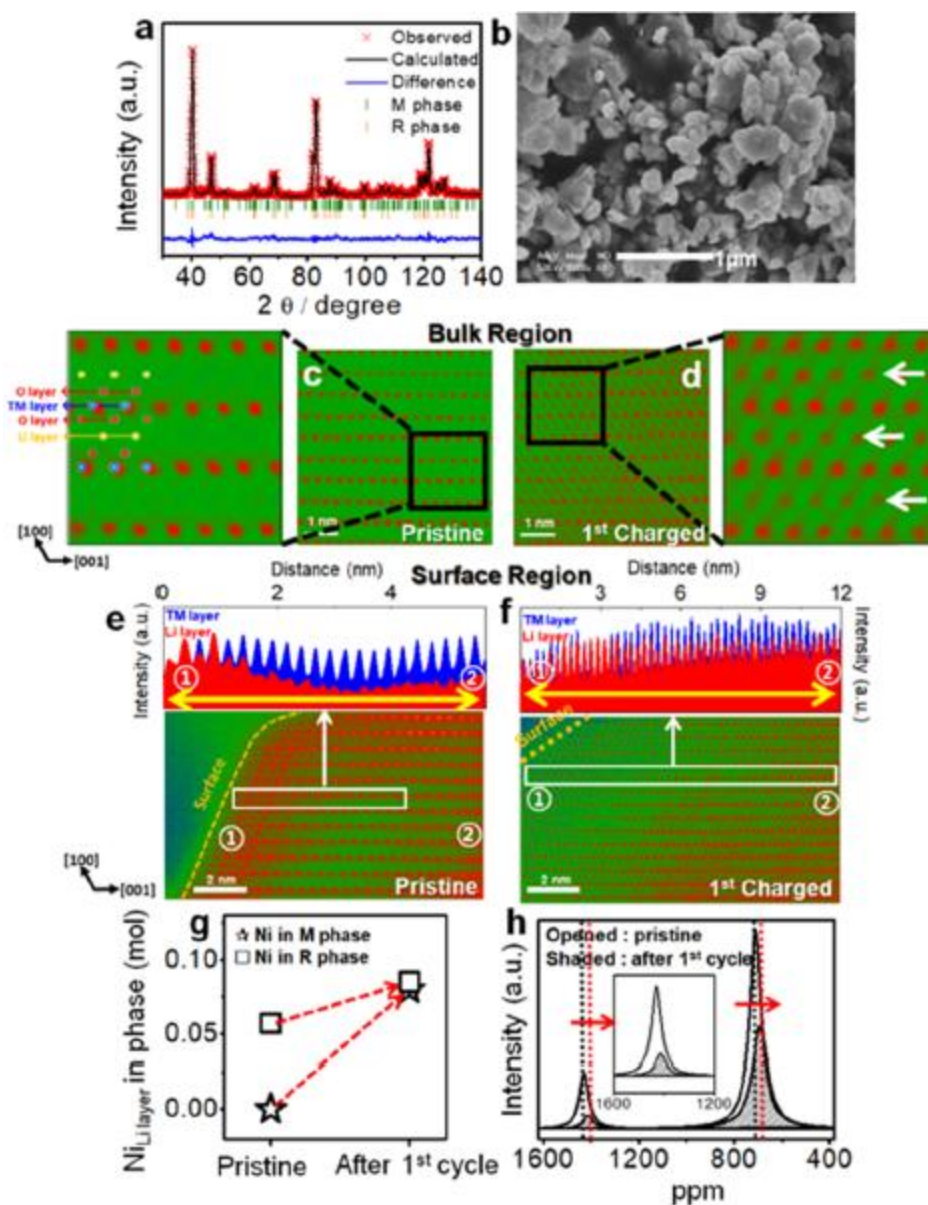 a
Observed
Calculated
Difference
M phase
R phase
Intensity (a.u.)
40 60 80 100 120 140
2 θ / degree
b
1μm
Bulk Region
O layer
TM layer
O layer
Li layer
c
1 nm
Pristine
d
1 nm
1st Charged
[100]
[001]
Surface Region
Distance (nm)
0 2 4
e
TM layer
Li layer
Intensity (a.u.)
① ②
Surface
① ②
2 nm
Pristine
[100]
[001]
Distance (nm)
3 6 9 12
f
TM layer
Li layer
Intensity (a.u.)
① ②
Surface
① ②
2 nm
1st Charged
g
Ni in M phase
Ni in R phase
NiLi layer in phase (mol)
0.10
0.05
0.00
Pristine After 1st cycle
h
Opened : pristine
Shaded : after 1st cycle
Intensity (a.u.)
1600 1200
1600 1200 800 400
ppm